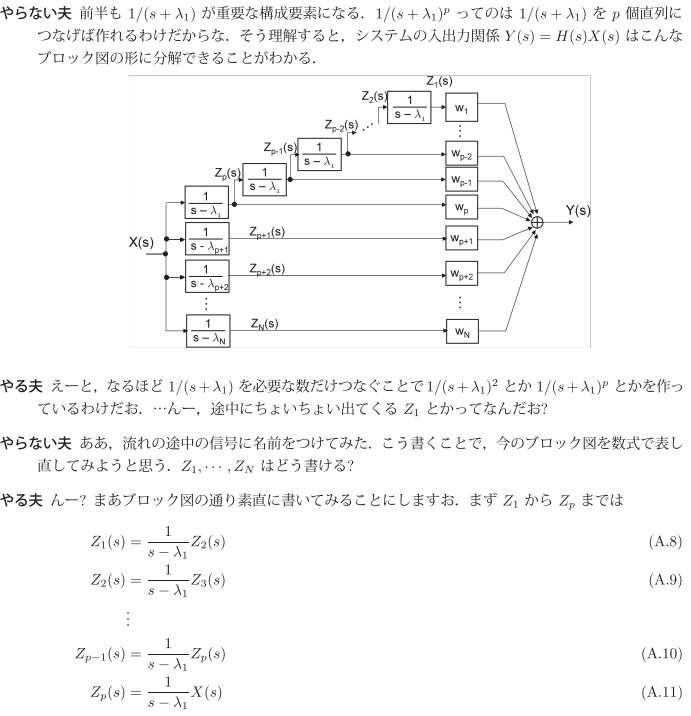 やらない夫 前半も 1/(s + λ₁) が重要な構成要素になる．1/(s + λ₁)ᵖ ってのは 1/(s + λ₁) を p 個直列に
つなげば作れるわけだからな．そう理解すると，システムの入出力関係 Y(s) = H(s)X(s) はこんな
ブロック図の形に分解できることがわかる．
Z₁(s)
Z₂(s) 1/(s − λ₁) w₁
Zₚ₋₂(s) ⋰ ⋮
Zₚ₋₁(s) 1/(s − λ₁) wₚ₋₂
Zₚ(s) 1/(s − λ₁) wₚ₋₁
1/(s − λ₁) wₚ
X(s) 1/(s - λₚ₊₁) Zₚ₊₁(s) wₚ₊₁ ⊕ Y(s)
1/(s - λₚ₊₂) Zₚ₊₂(s) wₚ₊₂
⋮ ⋮
1/(s − λ_N) Z_N(s) w_N
やる夫 えーと，なるほど 1/(s + λ₁) を必要な数だけつなぐことで 1/(s + λ₁)² とか 1/(s + λ₁)ᵖ とかを作っ
ているわけだお．…んー，途中にちょいちょい出てくる Z₁ とかってなんだお?
やらない夫 ああ，流れの途中の信号に名前をつけてみた．こう書くことで，今のブロック図を数式で表し
直してみようと思う．Z₁, ⋯ , Z_N はどう書ける?
やる夫 んー? まあブロック図の通り素直に書いてみることにしますお．まず Z₁ から Zₚ までは
Z₁(s) = 1/(s − λ₁) Z₂(s) (A.8)
Z₂(s) = 1/(s − λ₁) Z₃(s) (A.9)
⋮
Zₚ₋₁(s) = 1/(s − λ₁) Zₚ(s) (A.10)
Zₚ(s) = 1/(s − λ₁) X(s) (A.11)